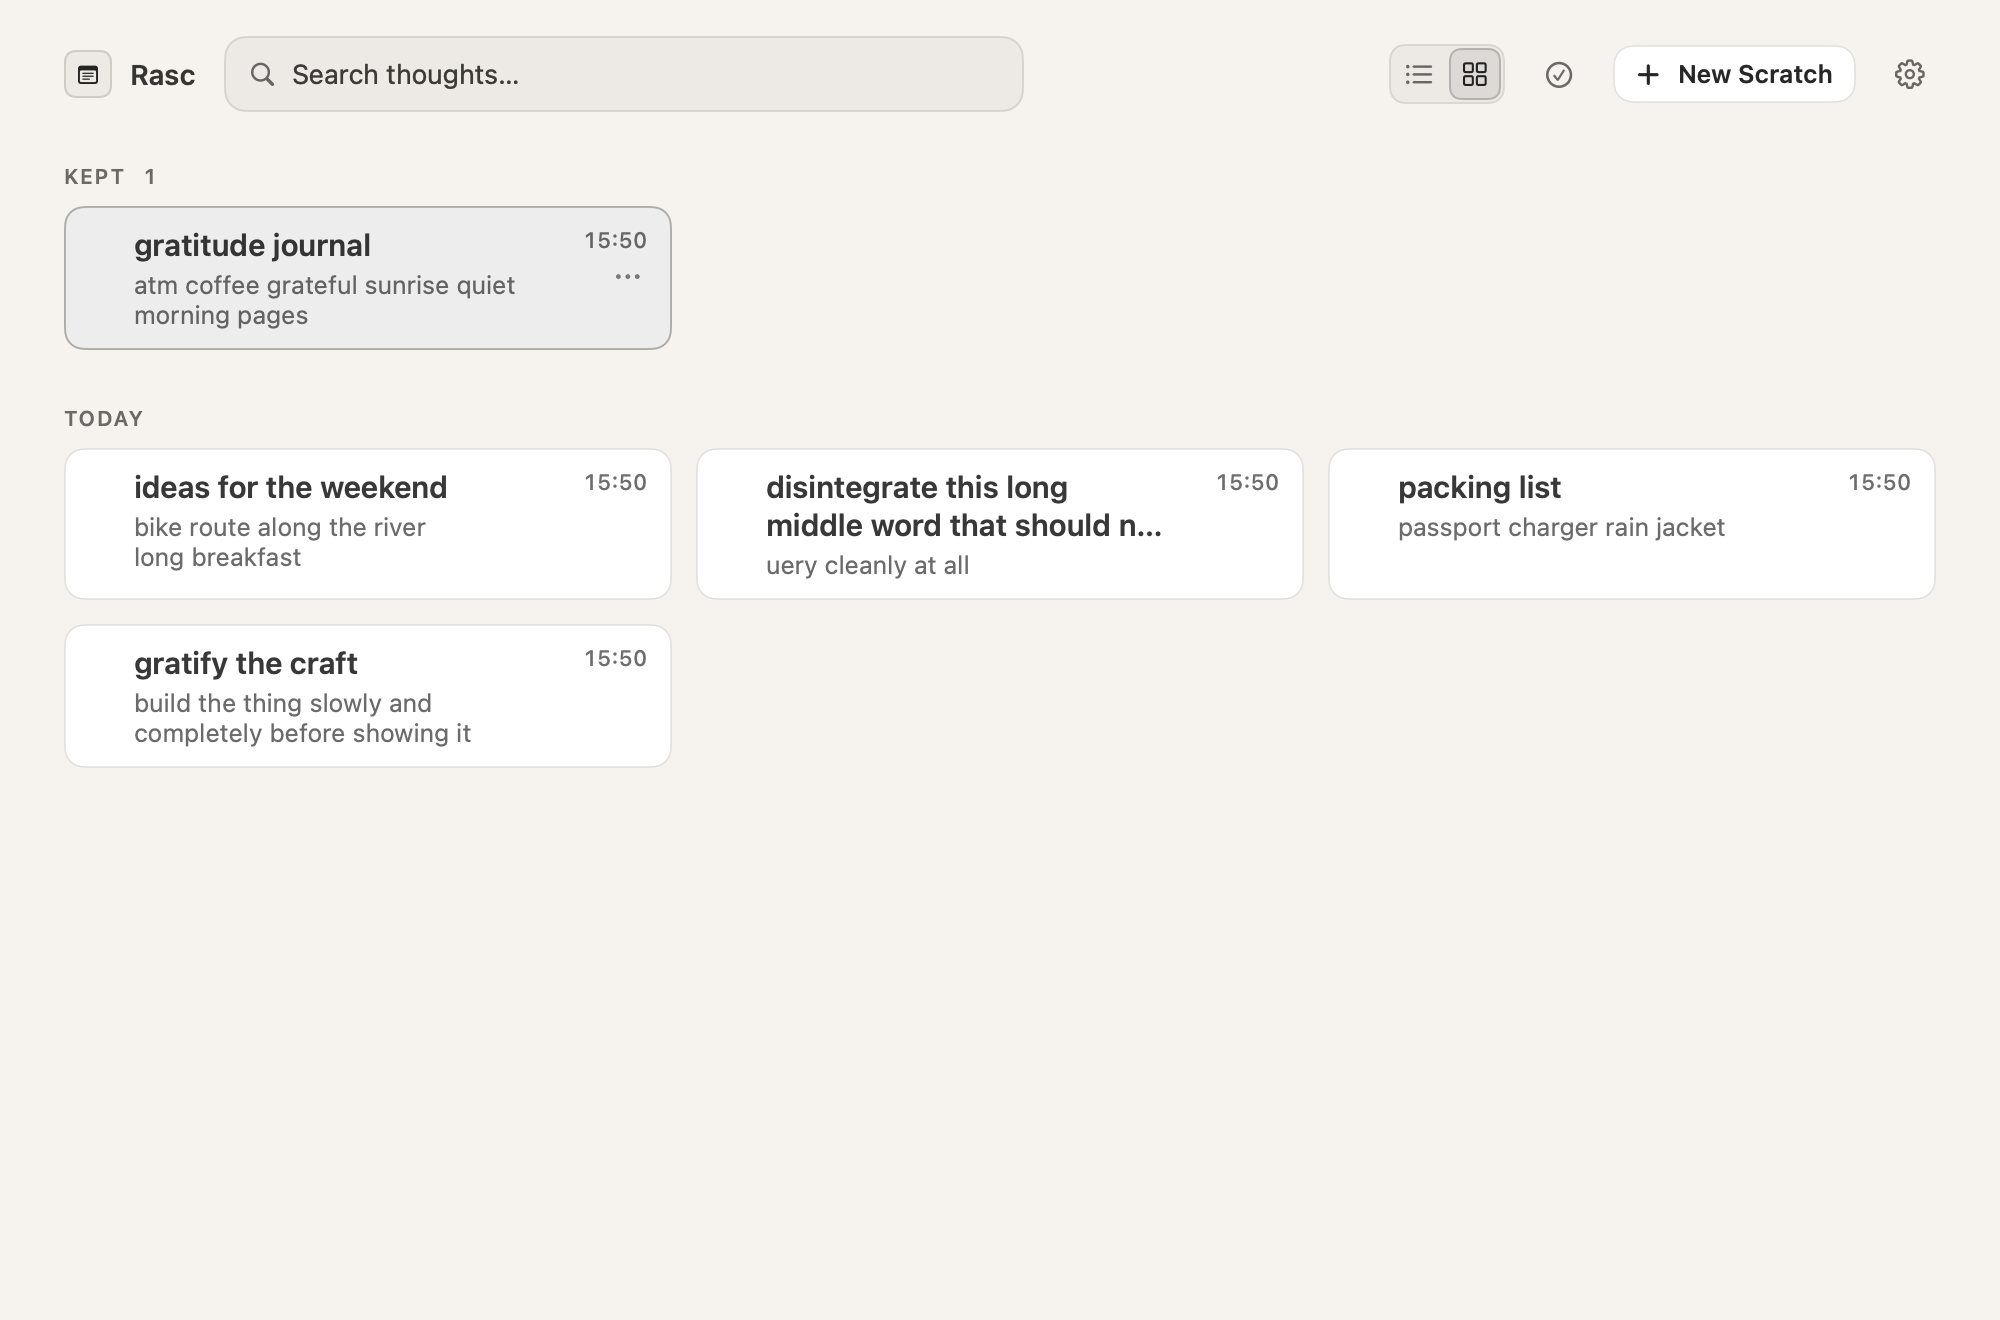 Rasc
Search thoughts...
New Scratch
KEPT 1
gratitude journal
15:50
atm coffee grateful sunrise quiet
morning pages
TODAY
ideas for the weekend
15:50
bike route along the river
long breakfast
disintegrate this long
15:50
middle word that should n...
uery cleanly at all
packing list
15:50
passport charger rain jacket
gratify the craft
15:50
build the thing slowly and
completely before showing it